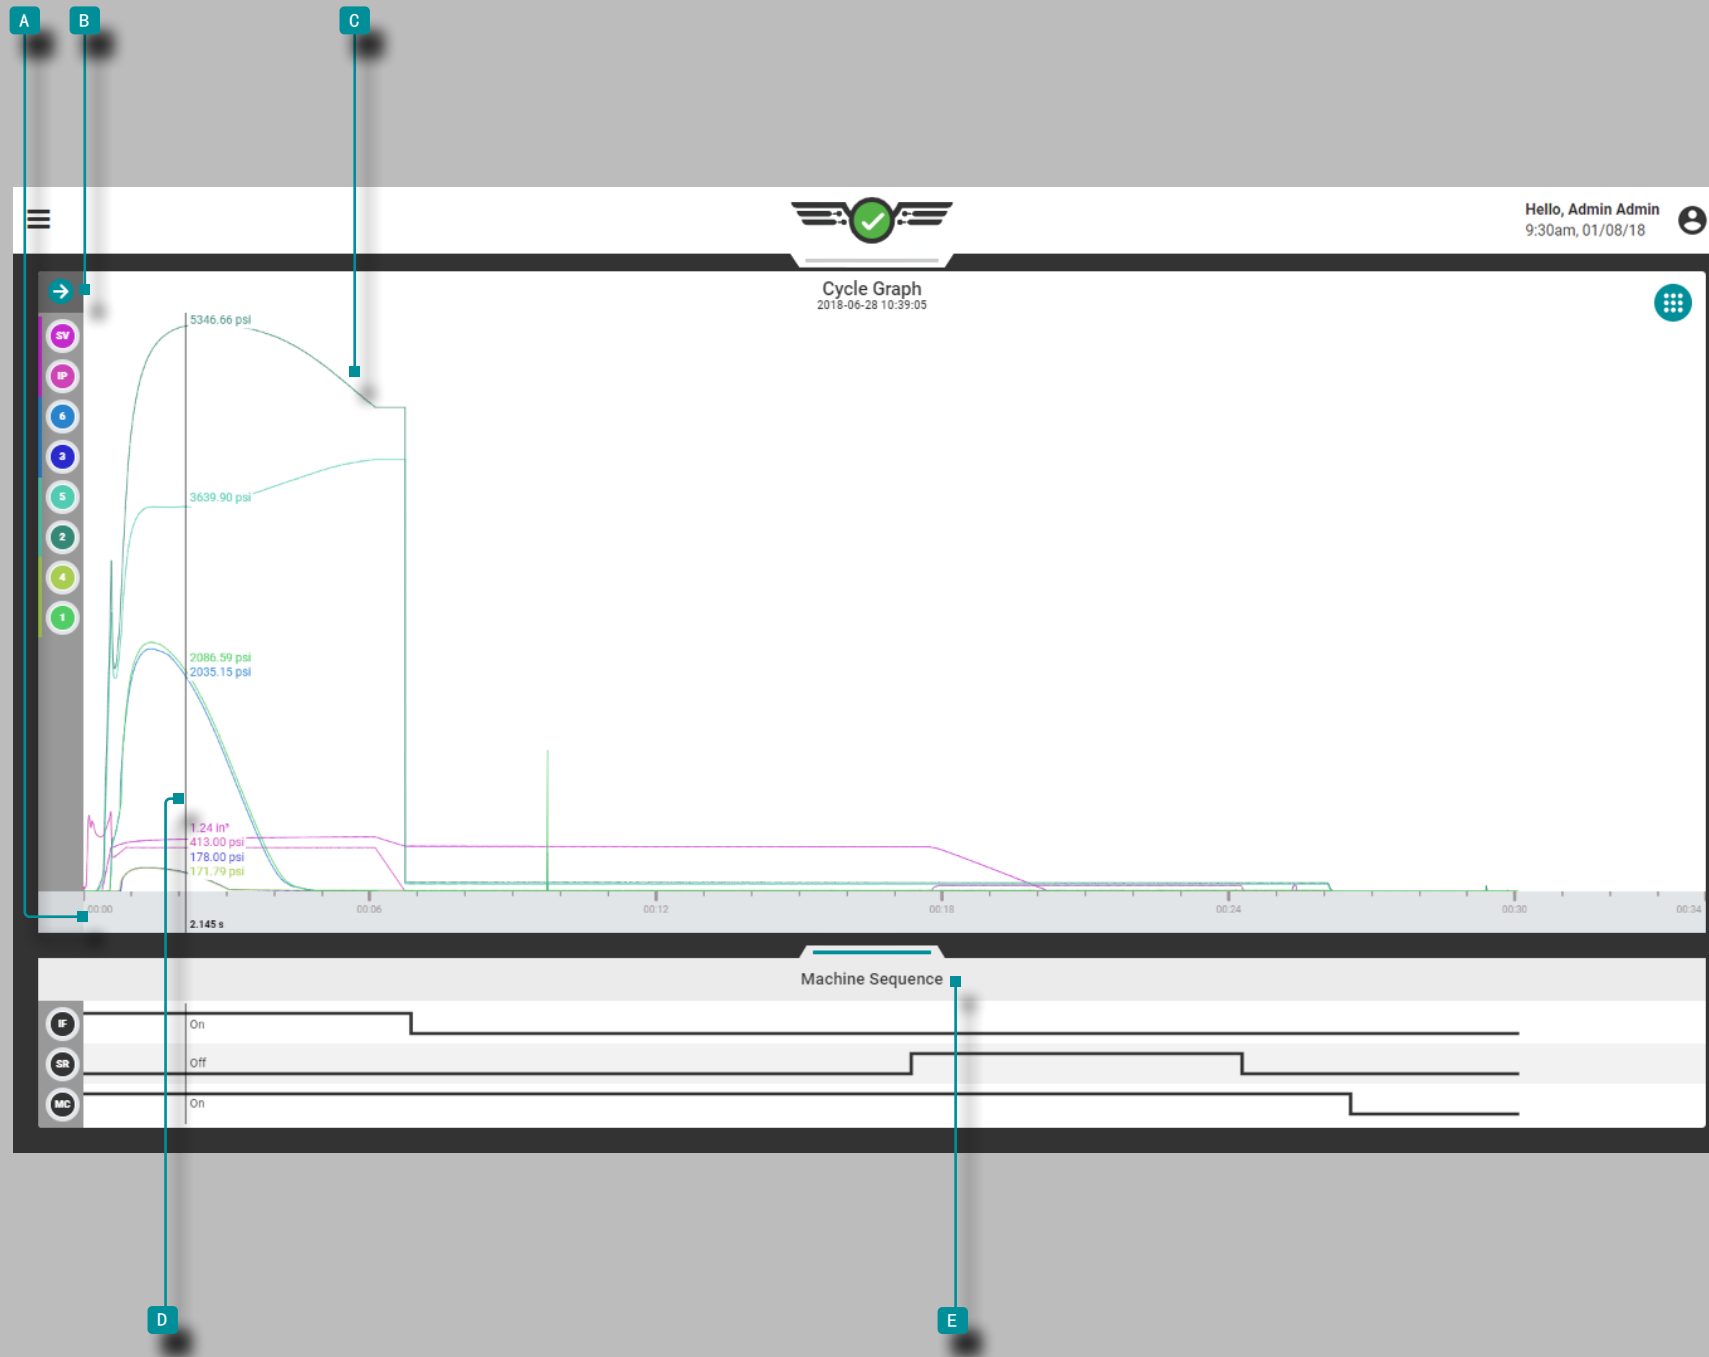 A
B
C
Hello, Admin Admin
9:30am, 01/08/18
Cycle Graph
2018-06-28 10:39:05
SV
IP
6
3
S
2
4
1
5346.66 psi
3639.90 psi
2086.59 psi
2035.15 psi
1.24 in³
413.00 psi
178.00 psi
171.79 psi
00:00
00:06
00:12
00:18
00:24
00:30
00:34
2.145 s
Machine Sequence
IF
On
SR
Off
MC
On
D
E